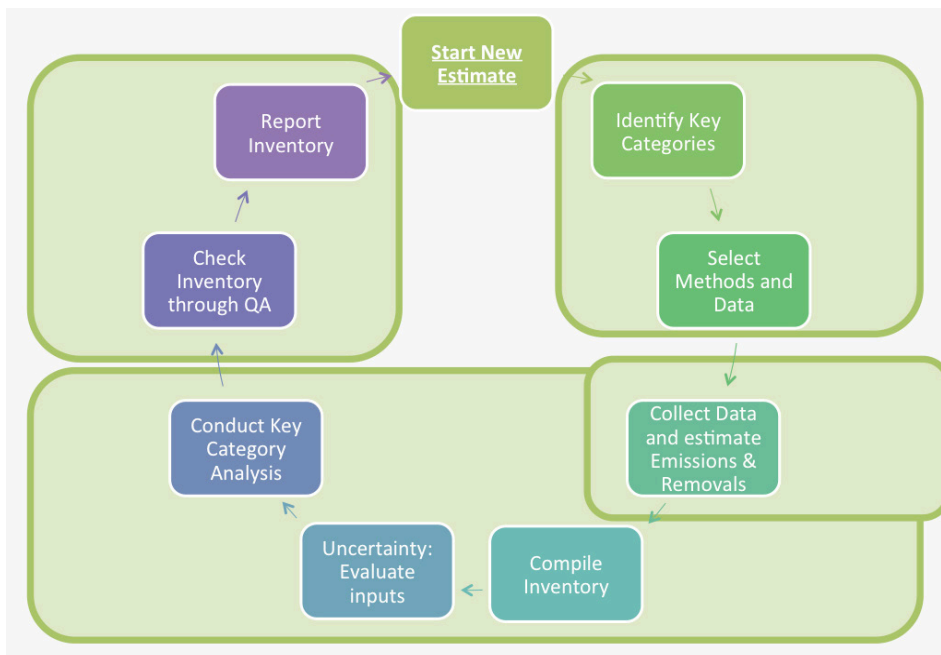 Start New
Estimate
Identify Key
Categories
Select
Methods and
Data
Collect Data
and estimate
Emissions &
Removals
Compile
Inventory
Uncertainty:
Evaluate
inputs
Conduct Key
Category
Analysis
Check
Inventory
through QA
Report
Inventory